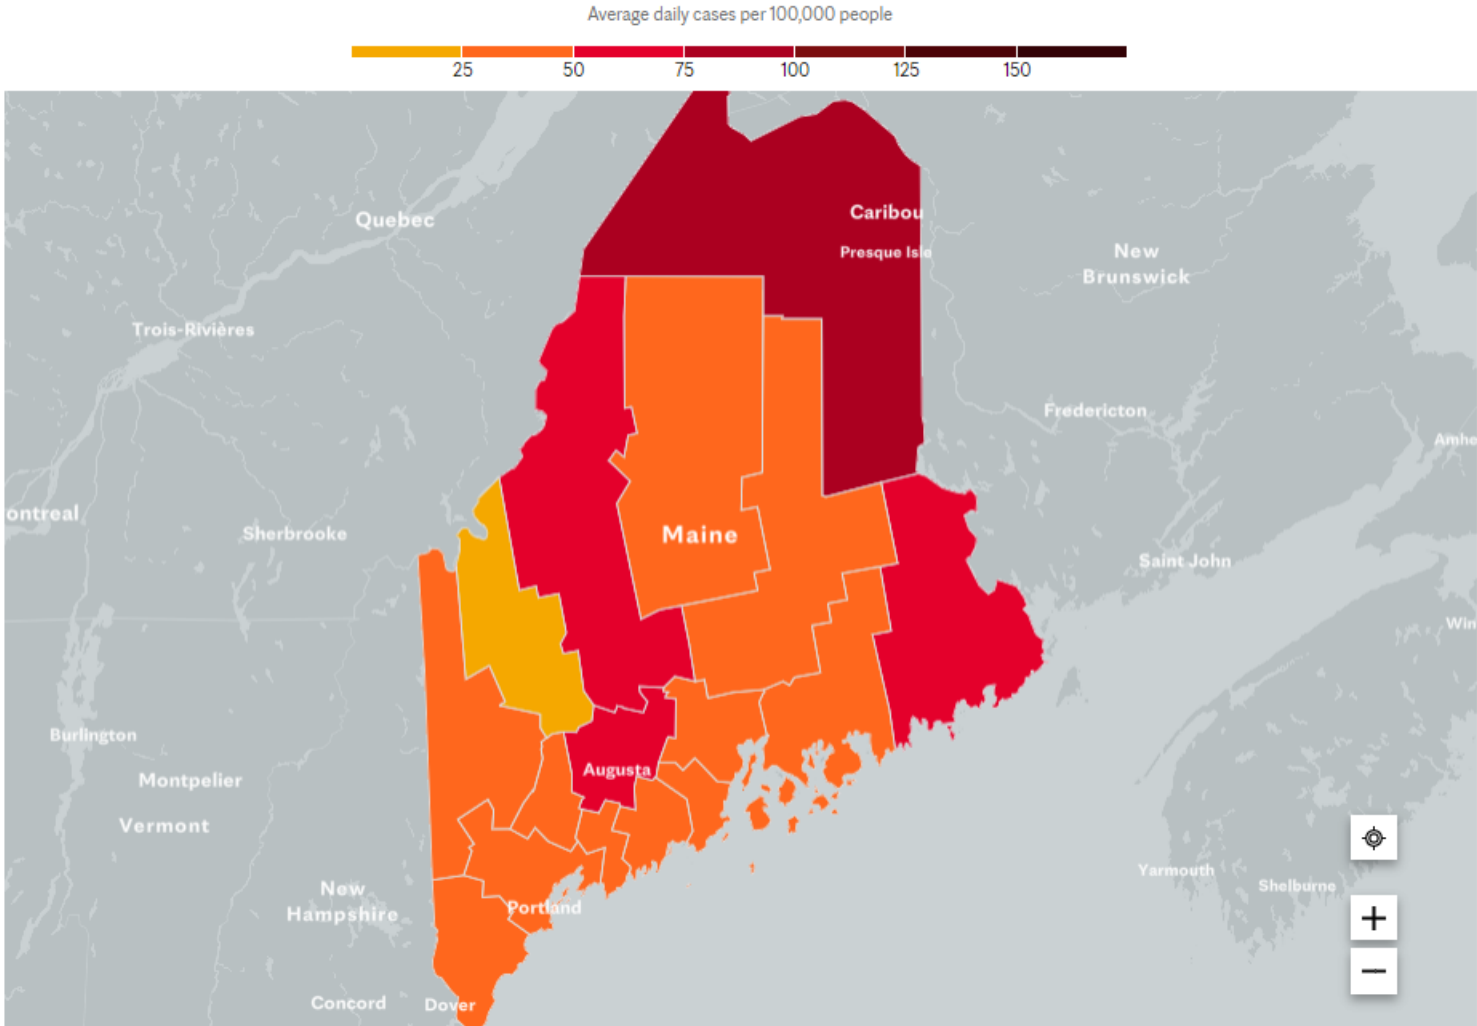 Average daily cases per 100,000 people
25 50 75 100 125 150
Caribou
Quebec
Presque Isle
New
Brunswick
Trois-Rivières
Fredericton
Amhe
ontreal
Sherbrooke
Maine
Saint John
Win
Burlington
Augusta
Montpelier
Vermont
Yarmouth
Shelburne
New
Hampshire
Portland
Concord
Dover